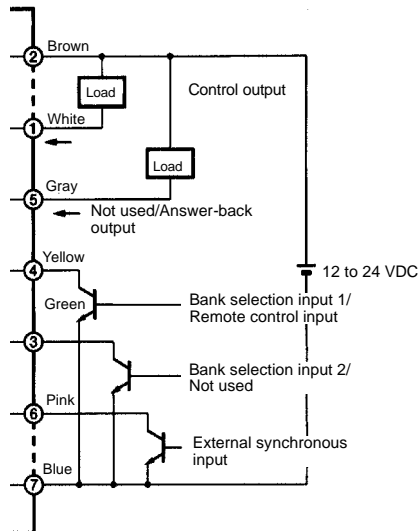 2 Brown
Load
Control output
White
1
Gray
Load
5
Not used/Answer-back
output
Yellow
4
12 to 24 VDC
Green
Bank selection input 1/
Remote control input
3
Bank selection input 2/
Not used
Pink
6
External synchronous
input
Blue
7